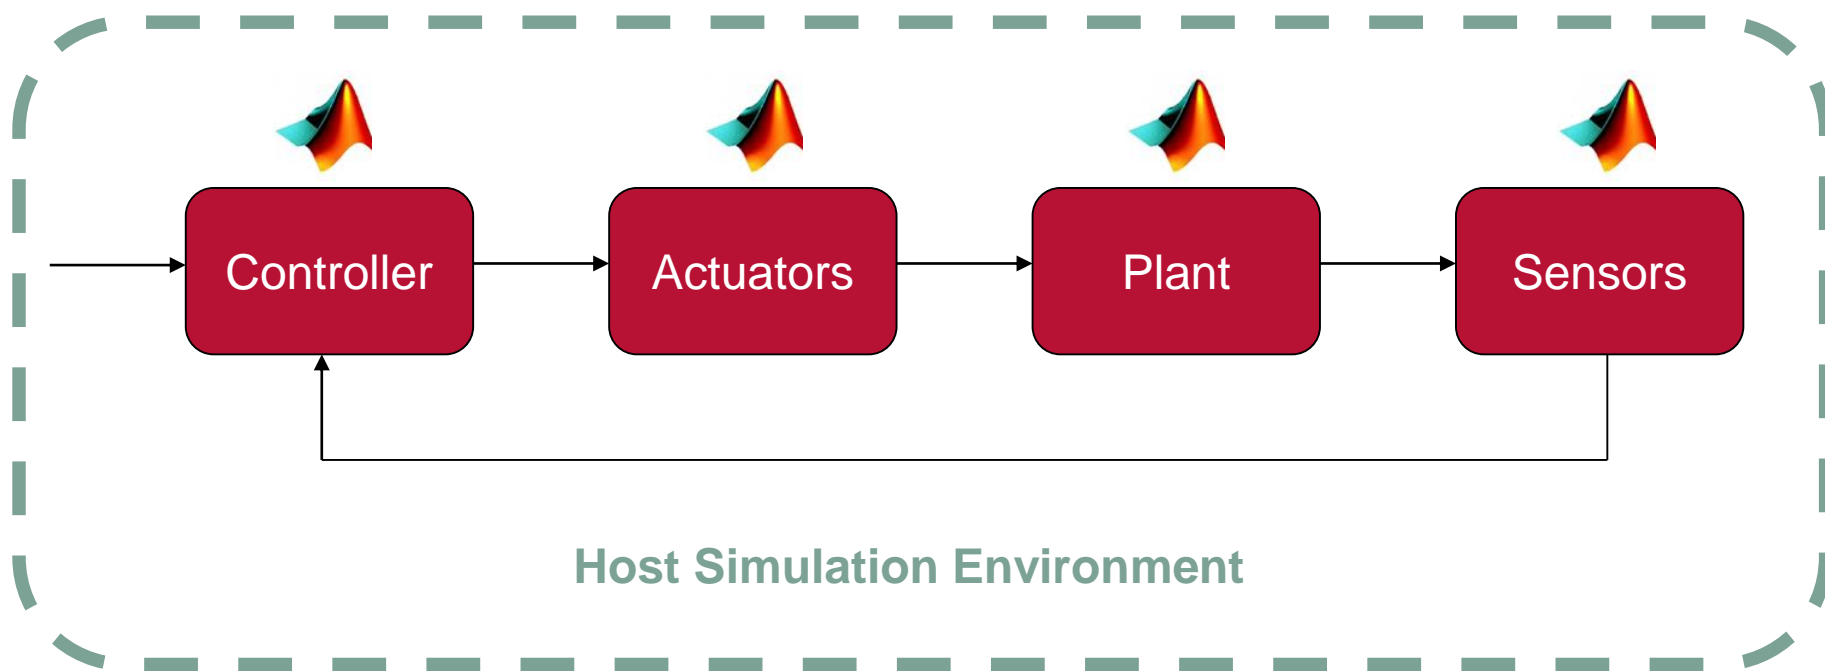 Controller
Actuators
Plant
Sensors
Host Simulation Environment